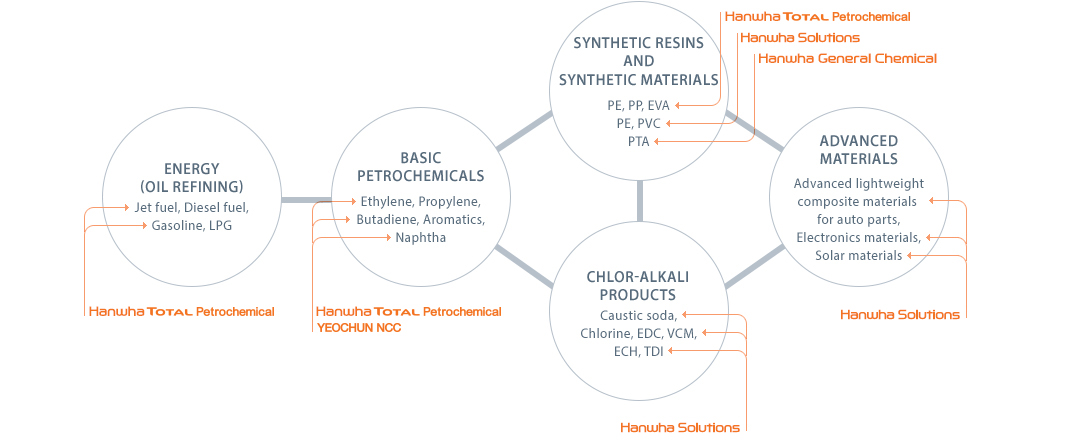 Hanwha TOTAL Petrochemical
Hanwha Solutions
Hanwha General Chemical
SYNTHETIC RESINS
AND
SYNTHETIC MATERIALS
PE, PP, EVA
PE, PVC
PTA
ENERGY
(OIL REFINING)
Jet fuel, Diesel fuel,
Gasoline, LPG
Hanwha TOTAL Petrochemical
BASIC
PETROCHEMICALS
Ethylene, Propylene,
Butadiene, Aromatics,
Naphtha
Hanwha TOTAL Petrochemical
YEOCHUN NCC
CHLOR-ALKALI
PRODUCTS
Caustic soda,
Chlorine, EDC, VCM,
ECH, TDI
Hanwha Solutions
ADVANCED
MATERIALS
Advanced lightweight
composite materials
for auto parts,
Electronics materials,
Solar materials
Hanwha Solutions